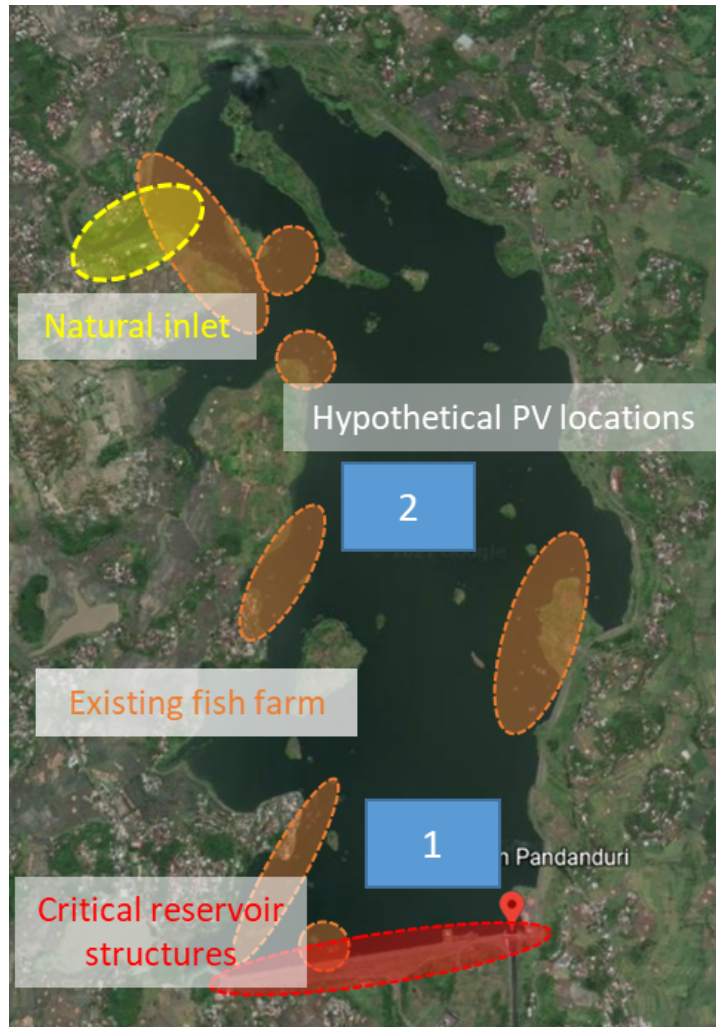 Natural inlet
Hypothetical PV locations
2
Existing fish farm
1
n Pandanduri
Critical reservoir
structures